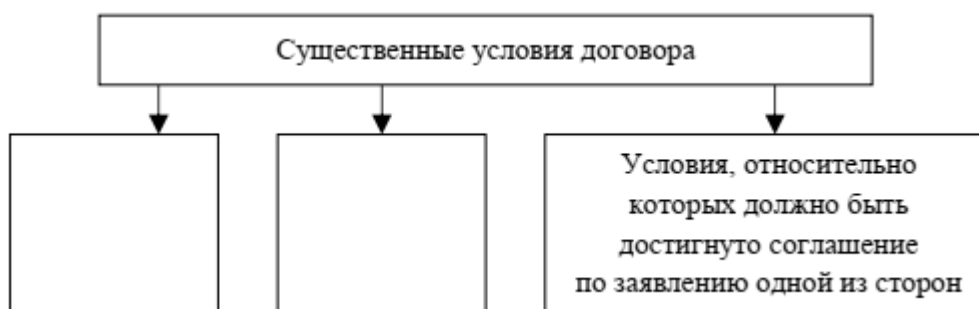 Существенные условия договора
Условия, относительно
которых должно быть
достигнуто соглашение
по заявлению одной из сторон